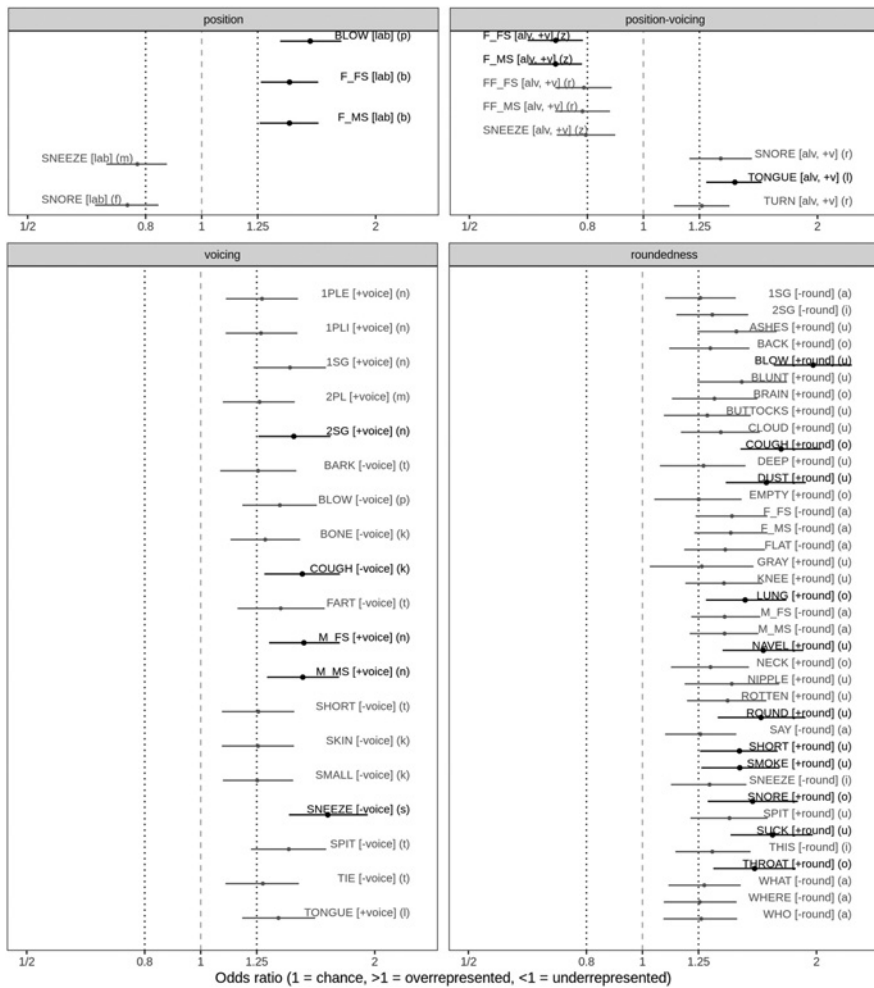 position
BLOW [lab] (p)
F_FS [lab] (b)
F_MS [lab] (b)
SNEEZE [lab] (m)
SNORE [lab] (f)
1/2 0.8 1 1.25 2
position-voicing
F_FS [alv, +v] (z)
F_MS [alv, +v] (z)
FF_FS [alv, +v] (r)
FF_MS [alv, +v] (r)
SNEEZE [alv, +v] (z)
SNORE [alv, +v] (r)
TONGUE [alv, +v] (l)
TURN [alv, +v] (r)
1/2 0.8 1 1.25 2
voicing
1PLE [+voice] (n)
1PLI [+voice] (n)
1SG [+voice] (n)
2PL [+voice] (m)
2SG [+voice] (n)
BARK [-voice] (t)
BLOW [-voice] (p)
BONE [-voice] (k)
COUGH [-voice] (k)
FART [-voice] (t)
M_FS [+voice] (n)
M_MS [+voice] (n)
SHORT [-voice] (t)
SKIN [-voice] (k)
SMALL [-voice] (k)
SNEEZE [-voice] (s)
SPIT [-voice] (t)
TIE [-voice] (t)
TONGUE [+voice] (l)
1/2 0.8 1 1.25 2
roundedness
1SG [-round] (a)
2SG [-round] (i)
ASHES [+round] (u)
BACK [+round] (o)
BLOW [+round] (u)
BLUNT [+round] (u)
BRAIN [+round] (o)
BUTTOCKS [+round] (u)
CLOUD [+round] (u)
COUGH [+round] (o)
DEEP [+round] (u)
DUST [+round] (u)
EMPTY [+round] (o)
F_FS [-round] (a)
F_MS [-round] (a)
FLAT [-round] (a)
GRAY [+round] (u)
KNEE [+round] (u)
LUNG [+round] (o)
M_FS [-round] (a)
M_MS [-round] (a)
NAVEL [+round] (u)
NECK [+round] (o)
NIPPLE [+round] (u)
ROTTEN [+round] (u)
ROUND [+round] (u)
SAY [-round] (a)
SHORT [+round] (u)
SMOKE [+round] (u)
SNEEZE [-round] (i)
SNORE [+round] (o)
SPIT [+round] (u)
SUCK [+round] (u)
THIS [-round] (i)
THROAT [+round] (o)
WHAT [-round] (a)
WHERE [-round] (a)
WHO [-round] (a)
1/2 0.8 1 1.25 2
Odds ratio (1 = chance, >1 = overrepresented, <1 = underrepresented)